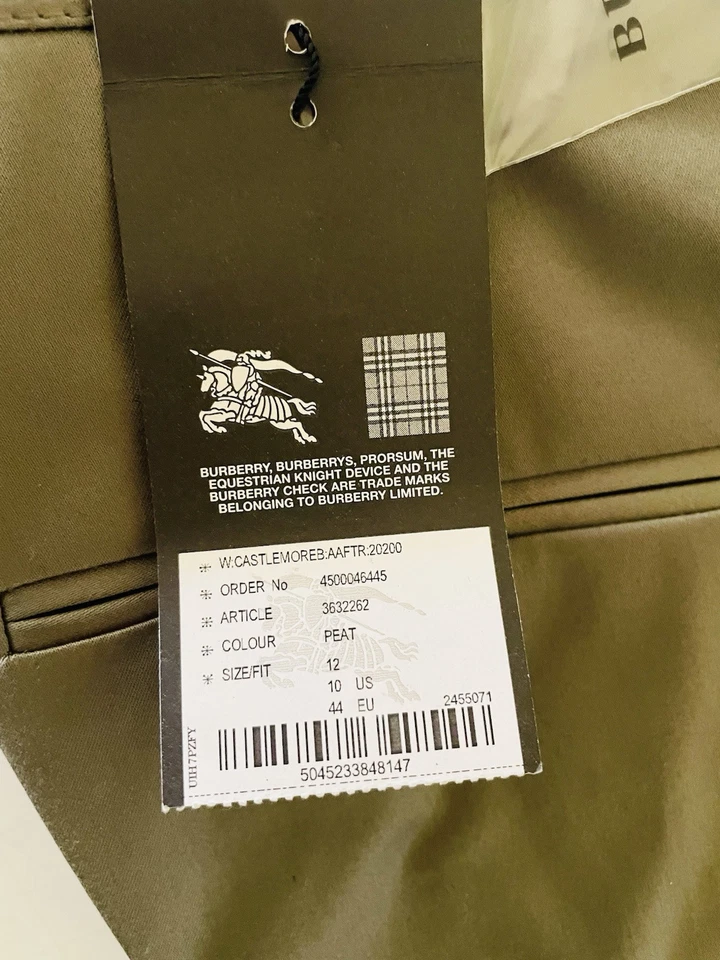 BU
BURBERRY, BURBERRYS, PRORSUM, THE
EQUESTRIAN KNIGHT DEVICE AND THE
BURBERRY CHECK ARE TRADE MARKS
BELONGING TO BURBERRY LIMITED.
W:CASTLEMOREB:AAFTR:20200
ORDER No 4500046445
ARTICLE 3632262
COLOUR PEAT
SIZE/FIT 12
10 US
44 EU
2455071
UIH7PZFY
5045233848147